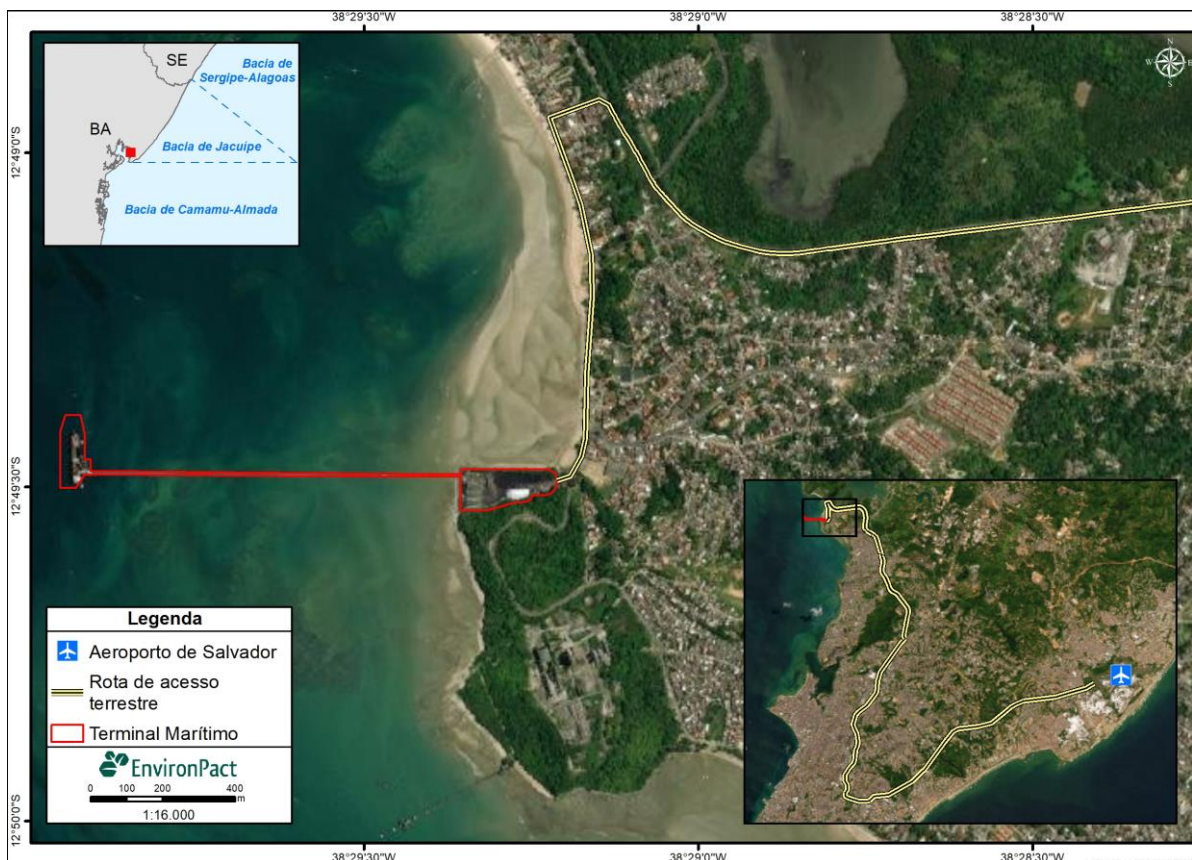 38°29'30"W
38°29'0"W
38°28'30"W
SE
Bacia de
Sergipe-Alagoas
BA
Bacia de Jacuípe
Bacia de Camamu-Almada
N
W
E
S
12°49'0"S
12°49'30"S
12°50'0"S
Legenda
Aeroporto de Salvador
Rota de acesso
terrestre
Terminal Marítimo
EnvironPact
0 100 200 400
m
1:16.000
38°29'30"W
38°29'0"W
38°28'30"W